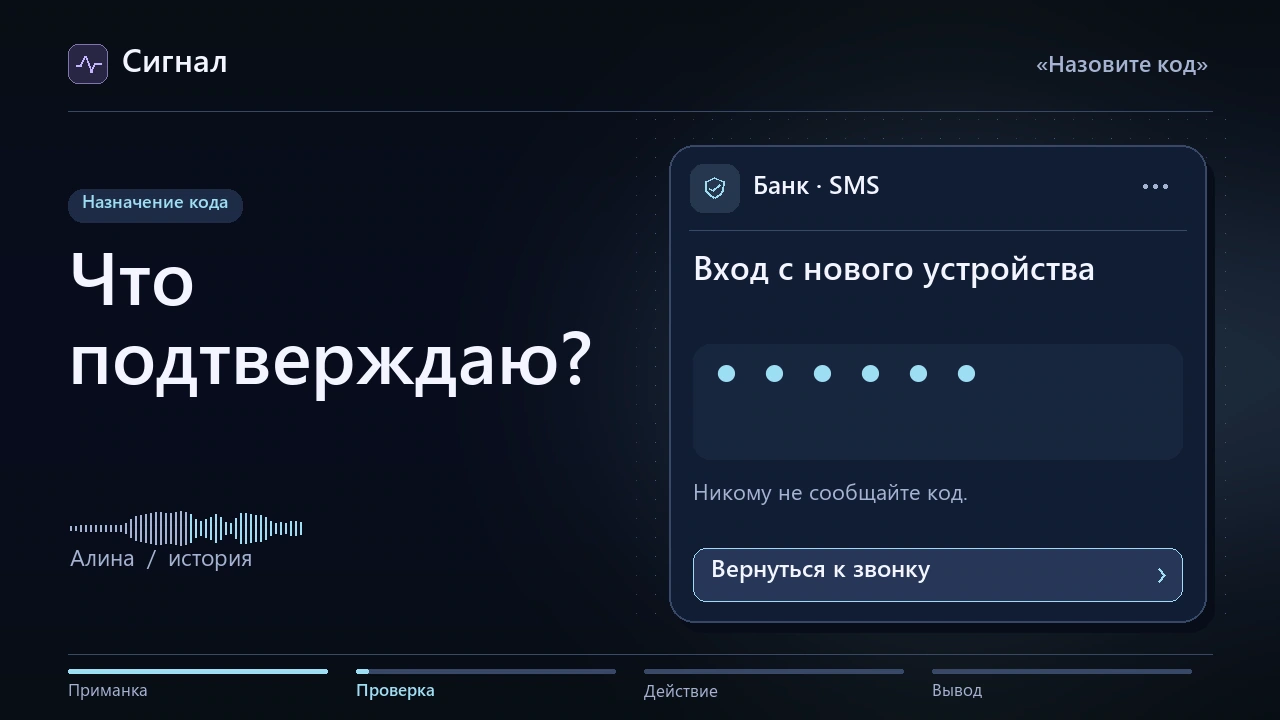 Сигнал
«Назовите код»
Назначение кода
Что
подтверждаю?
Алина / история
Банк · SMS
Вход с нового устройства
Никому не сообщайте код.
Вернуться к звонку
Приманка
Проверка
Действие
Вывод